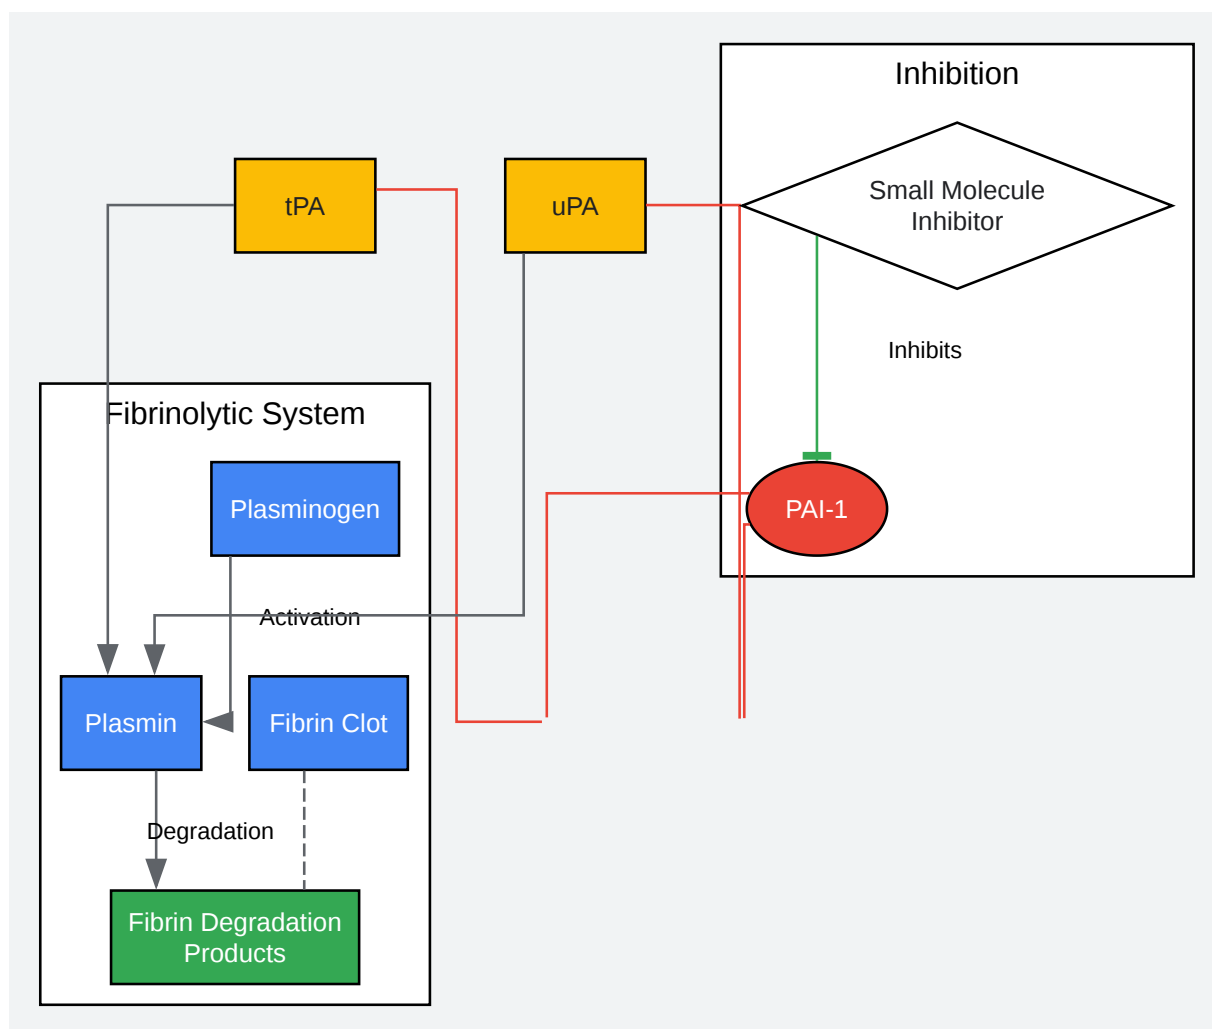 Inhibition
Small Molecule
Inhibitor
tPA
uPA
Inhibits
Fibrinolytic System
Plasminogen
PAI-1
Activation
Plasmin
Fibrin Clot
Degradation
Fibrin Degradation
Products